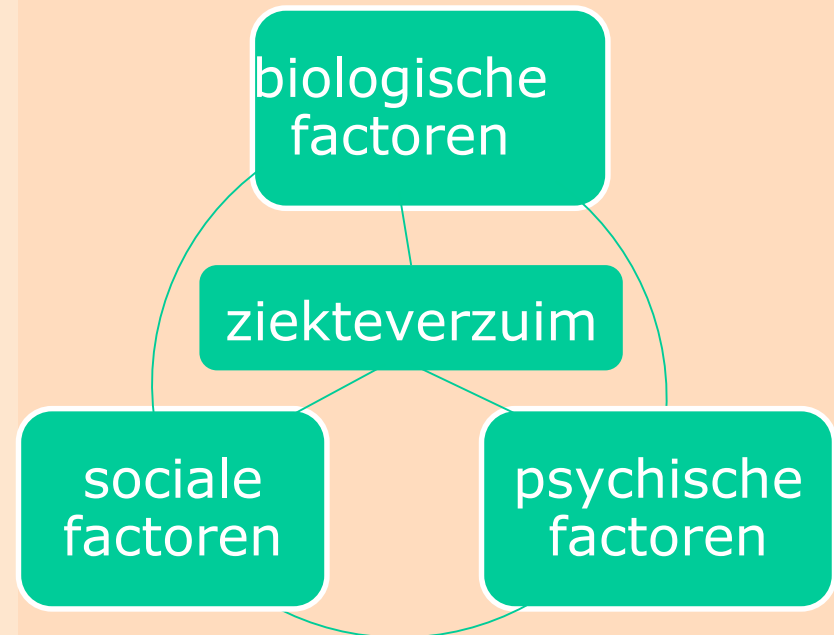 biologische
factoren
ziekteverzuim
sociale
factoren
psychische
factoren